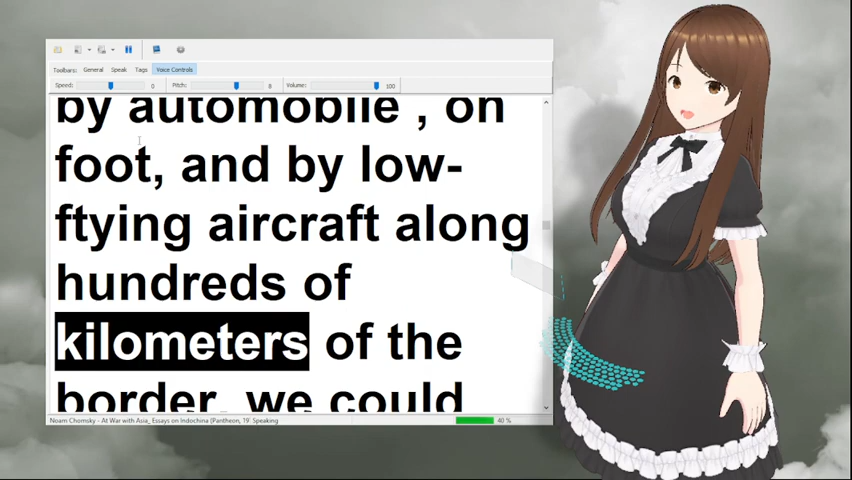 Toolbars: General Speak Tags Voice Controls
Speed: 0 Pitch: 8 Volume: 100
by automobile , on
foot, and by low-
ftying aircraft along
hundreds of
kilometers of the
border, we could
Noam Chomsky - At War with Asia_ Essays on Indochina (Pantheon, 19 Speaking 40 %